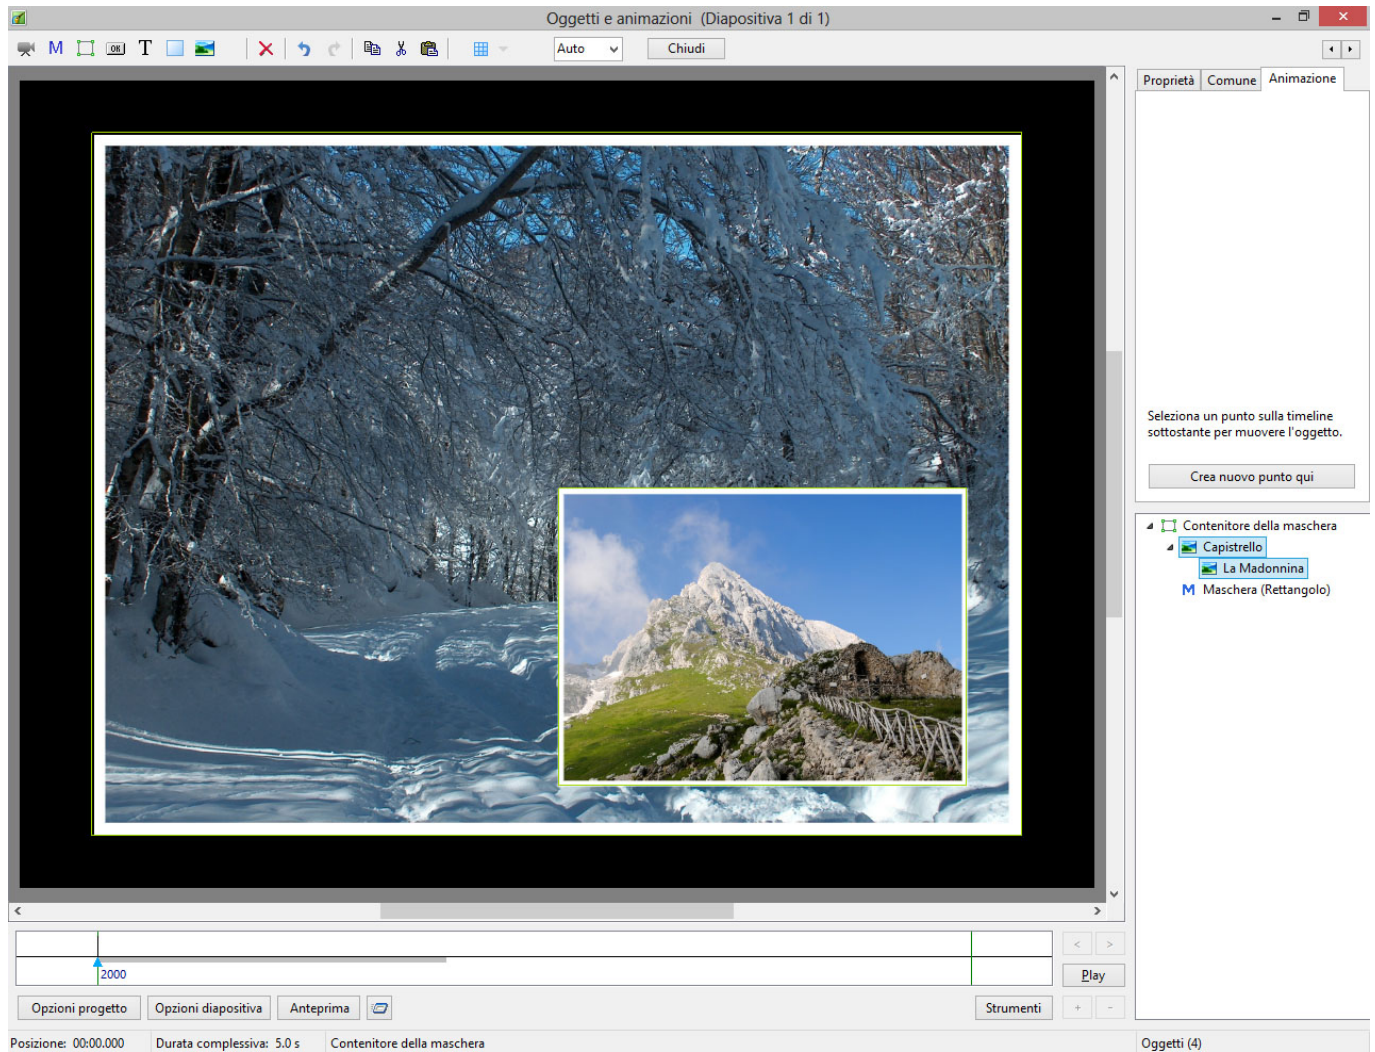 Oggetti e animazioni (Diapositiva 1 di 1)
M OK T Auto Chiudi
Proprietà Comune Animazione
Seleziona un punto sulla timeline
sottostante per muovere l'oggetto.
Crea nuovo punto qui
Contenitore della maschera
Capistrello
La Madonnina
M Maschera (Rettangolo)
2000
Play
Opzioni progetto Opzioni diapositiva Anteprima Strumenti
Posizione: 00:00.000 Durata complessiva: 5.0 s Contenitore della maschera Oggetti (4)